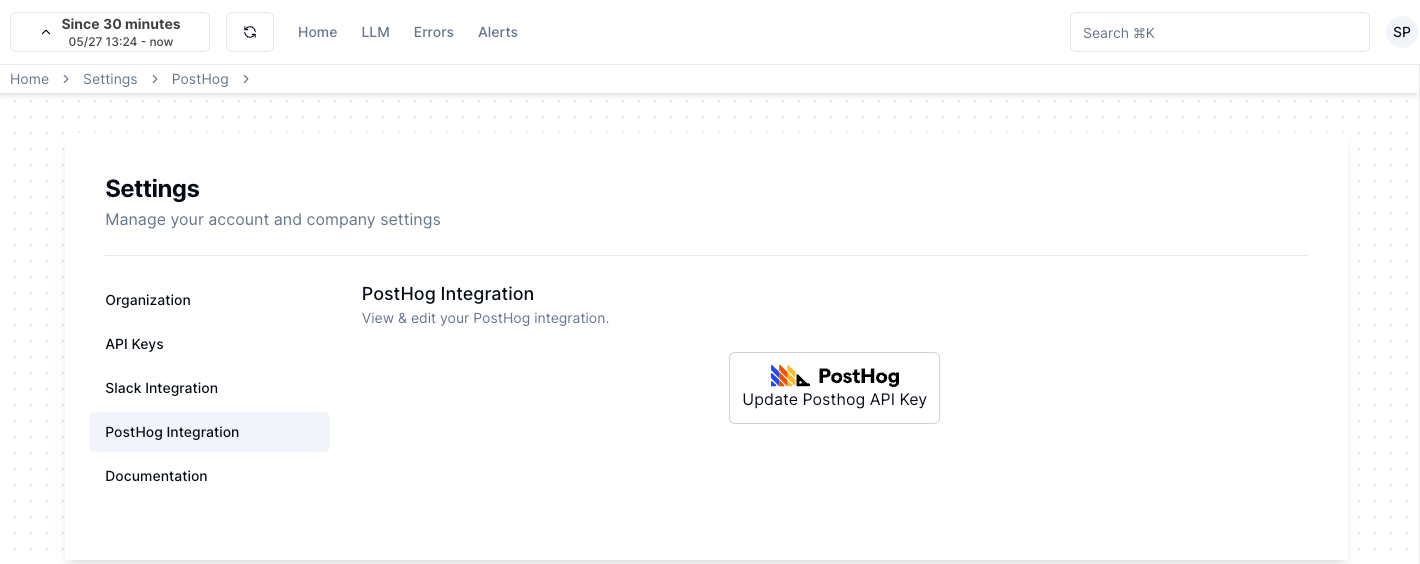 Since 30 minutes
05/27 13:24 - now
Home LLM Errors Alerts
Search ⌘K
SP
Home > Settings > PostHog >
Settings
Manage your account and company settings
Organization
API Keys
Slack Integration
PostHog Integration
Documentation
PostHog Integration
View & edit your PostHog integration.
PostHog
Update Posthog API Key